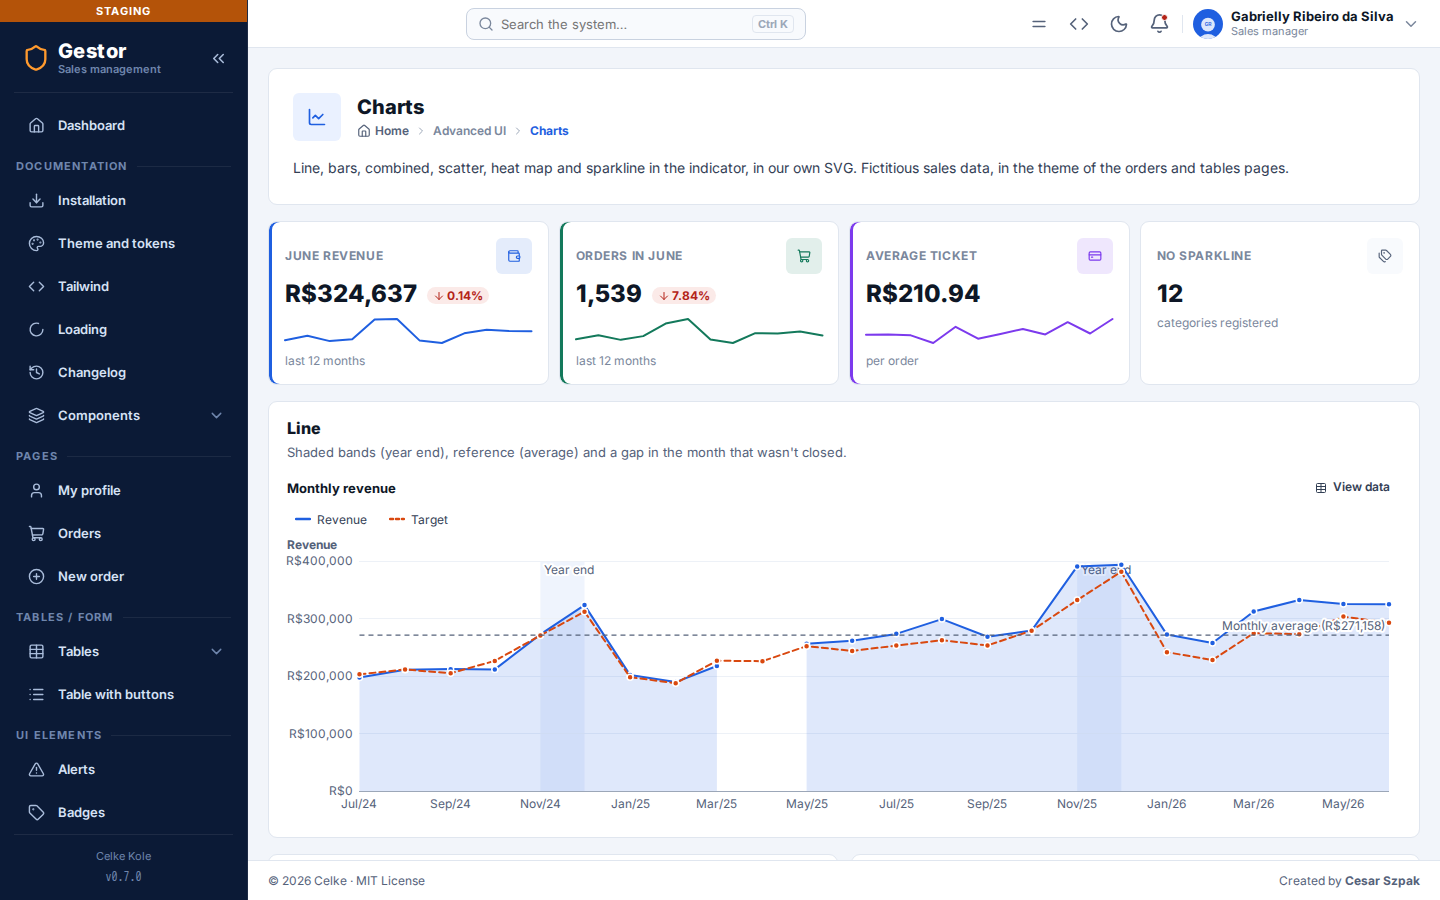 STAGING
Gestor
Sales management
Dashboard
DOCUMENTATION
Installation
Theme and tokens
Tailwind
Loading
Changelog
Components
PAGES
My profile
Orders
New order
TABLES / FORM
Tables
Table with buttons
UI ELEMENTS
Alerts
Badges
Celke Kole
v0.7.0
Search the system...
Ctrl K
GR
Gabrielly Ribeiro da Silva
Sales manager
Charts
Home
Advanced UI
Charts
Line, bars, combined, scatter, heat map and sparkline in the indicator, in our own SVG. Fictitious sales data, in the theme of the orders and tables pages.
JUNE REVENUE
R$324,637
0.14%
last 12 months
ORDERS IN JUNE
1,539
7.84%
last 12 months
AVERAGE TICKET
R$210.94
per order
NO SPARKLINE
12
categories registered
Line
Shaded bands (year end), reference (average) and a gap in the month that wasn't closed.
Monthly revenue
View data
Revenue
Target
Revenue
R$400,000
R$300,000
R$200,000
R$100,000
R$0
Year end
Year end
Monthly average (R$271,158)
Jul/24
Sep/24
Nov/24
Jan/25
Mar/25
May/25
Jul/25
Sep/25
Nov/25
Jan/26
Mar/26
May/26
© 2026 Celke · MIT License
Created by Cesar Szpak